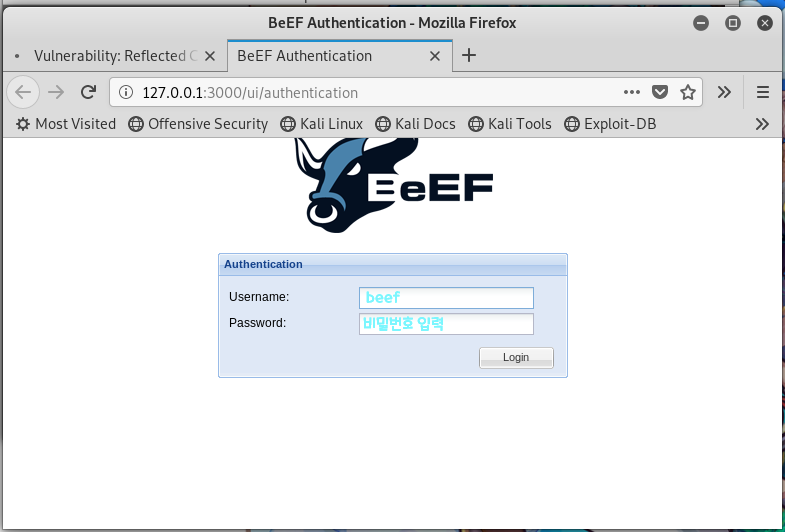 BeEF Authentication - Mozilla Firefox
Vulnerability: Reflected
BeEF Authentication
127.0.0.1:3000/ui/authentication
Most Visited Offensive Security Kali Linux Kali Docs Kali Tools Exploit-DB
BeEF
Authentication
Username: beef
Password: 비밀번호 입력
Login